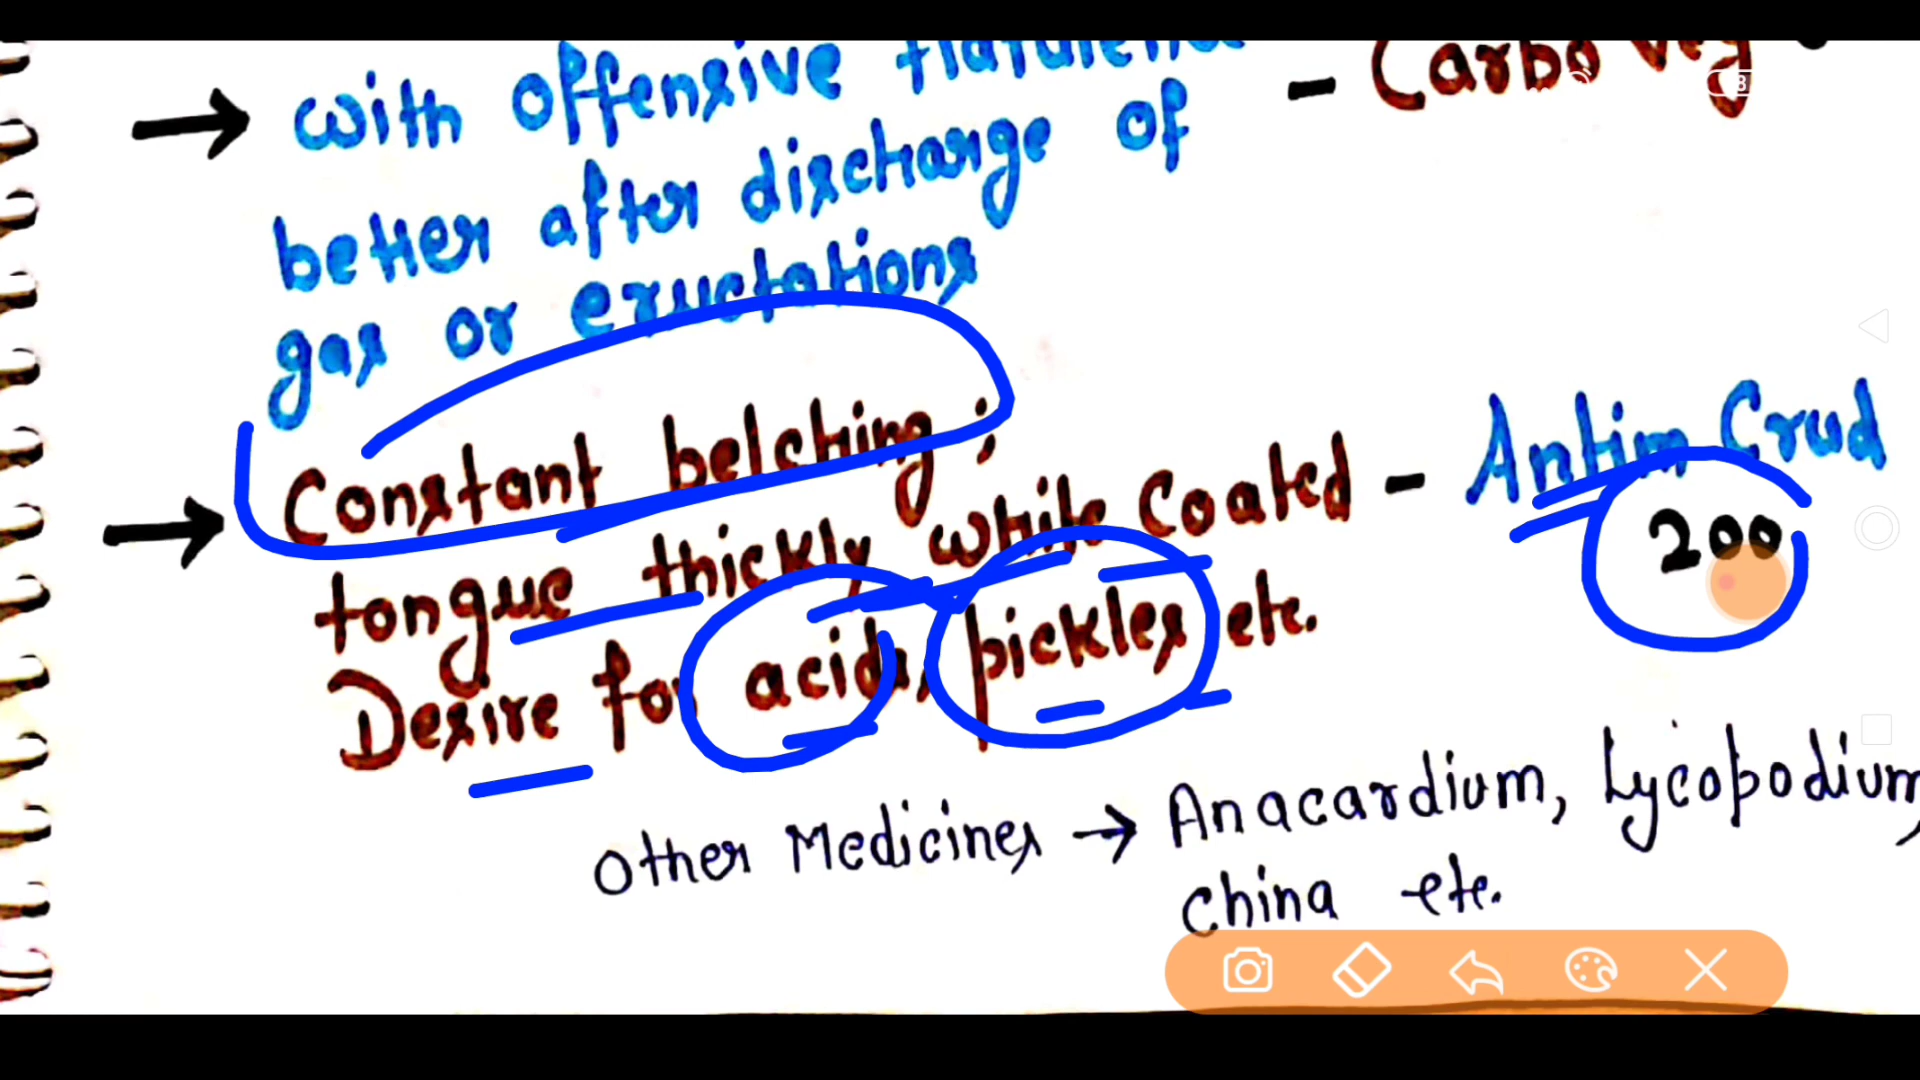 → with offensive flatulence - Carbo veg
better after discharge of
gas or eructations
→ Constant belching ;
tongue thickly white Coated - Antim Crud
200
Desire for acids, pickles etc.
Other Medicines → Anacardium, Lycopodium,
China etc.